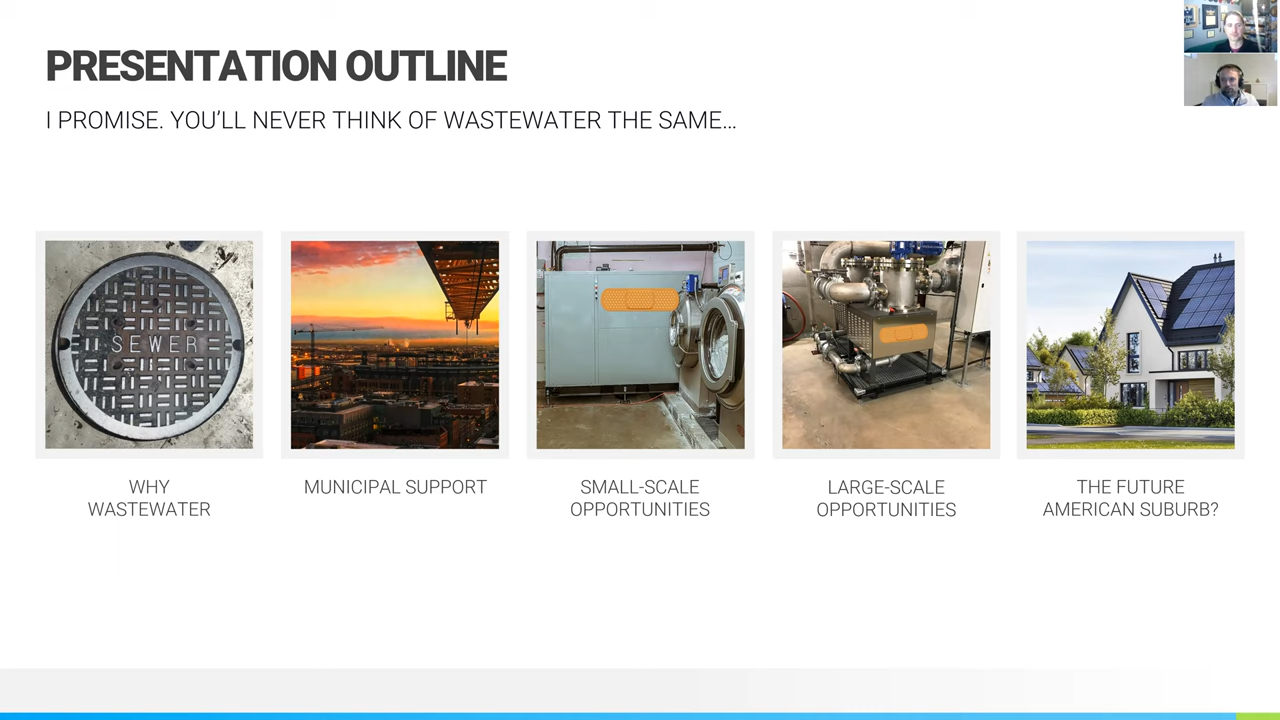 PRESENTATION OUTLINE
I PROMISE. YOU'LL NEVER THINK OF WASTEWATER THE SAME…
SEWER
WHY
WASTEWATER
MUNICIPAL SUPPORT
SMALL-SCALE
OPPORTUNITIES
LARGE-SCALE
OPPORTUNITIES
THE FUTURE
AMERICAN SUBURB?